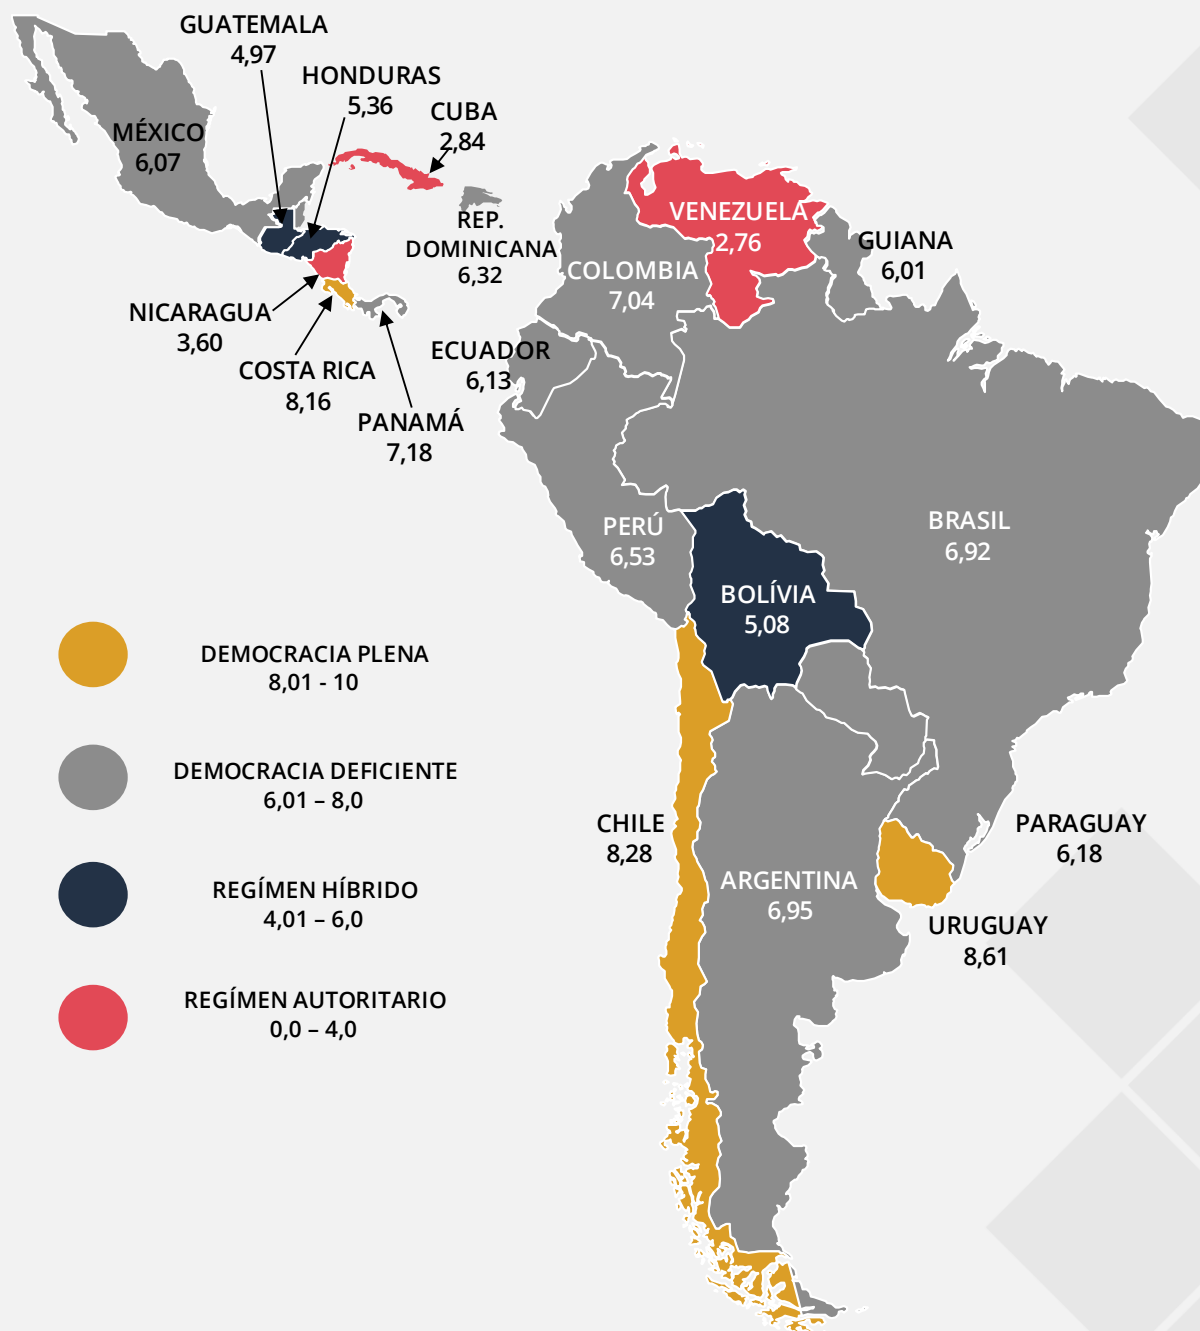 GUATEMALA
4,97
HONDURAS
5,36
CUBA
2,84
MÉXICO
6,07
REP.
DOMINICANA
6,32
VENEZUELA
2,76
GUIANA
6,01
COLOMBIA
7,04
NICARAGUA
3,60
COSTA RICA
8,16
PANAMÁ
7,18
ECUADOR
6,13
PERÚ
6,53
BRASIL
6,92
BOLÍVIA
5,08
DEMOCRACIA PLENA
8,01 - 10
DEMOCRACIA DEFICIENTE
6,01 – 8,0
REGÍMEN HÍBRIDO
4,01 – 6,0
REGÍMEN AUTORITARIO
0,0 – 4,0
CHILE
8,28
ARGENTINA
6,95
PARAGUAY
6,18
URUGUAY
8,61